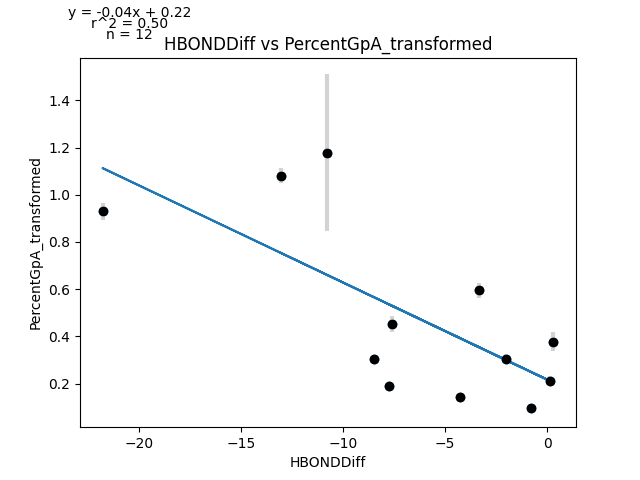 y = -0.04x + 0.22
r^2 = 0.50
n = 12
HBONDDiff vs PercentGpA_transformed
PercentGpA_transformed
1.4
1.2
1.0
0.8
0.6
0.4
0.2
−20
−15
−10
−5
0
HBONDDiff